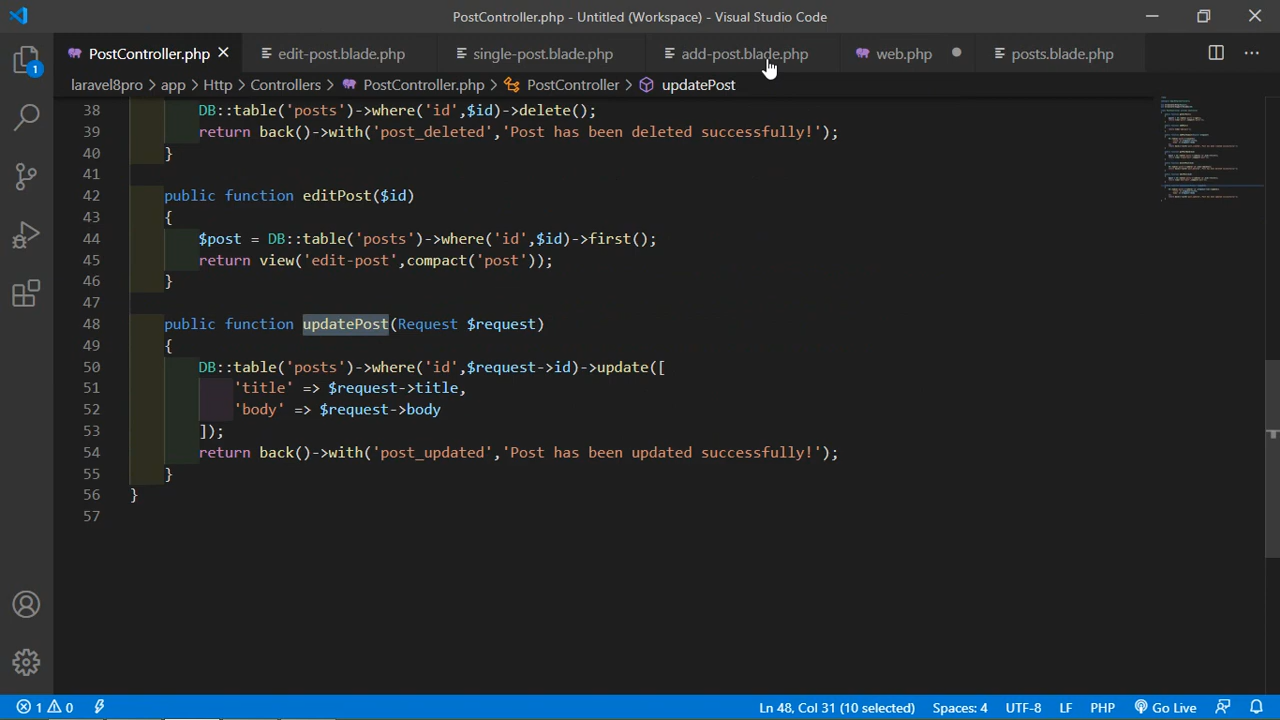 PostController.php - Untitled (Workspace) - Visual Studio Code
PostController.php edit-post.blade.php single-post.blade.php add-post.blade.php web.php posts.blade.php
laravel8pro > app > Http > Controllers > PostController.php > PostController > updatePost
1
38 DB::table('posts')->where('id',$id)->delete();
39 return back()->with('post_deleted','Post has been deleted successfully!');
40 }
41
42 public function editPost($id)
43 {
44 $post = DB::table('posts')->where('id',$id)->first();
45 return view('edit-post',compact('post'));
46 }
47
48 public function updatePost(Request $request)
49 {
50 DB::table('posts')->where('id',$request->id)->update([
51 'title' => $request->title,
52 'body' => $request->body
53 ]);
54 return back()->with('post_updated','Post has been updated successfully!');
55 }
56 }
57
1 0 Ln 48, Col 31 (10 selected) Spaces: 4 UTF-8 LF PHP Go Live